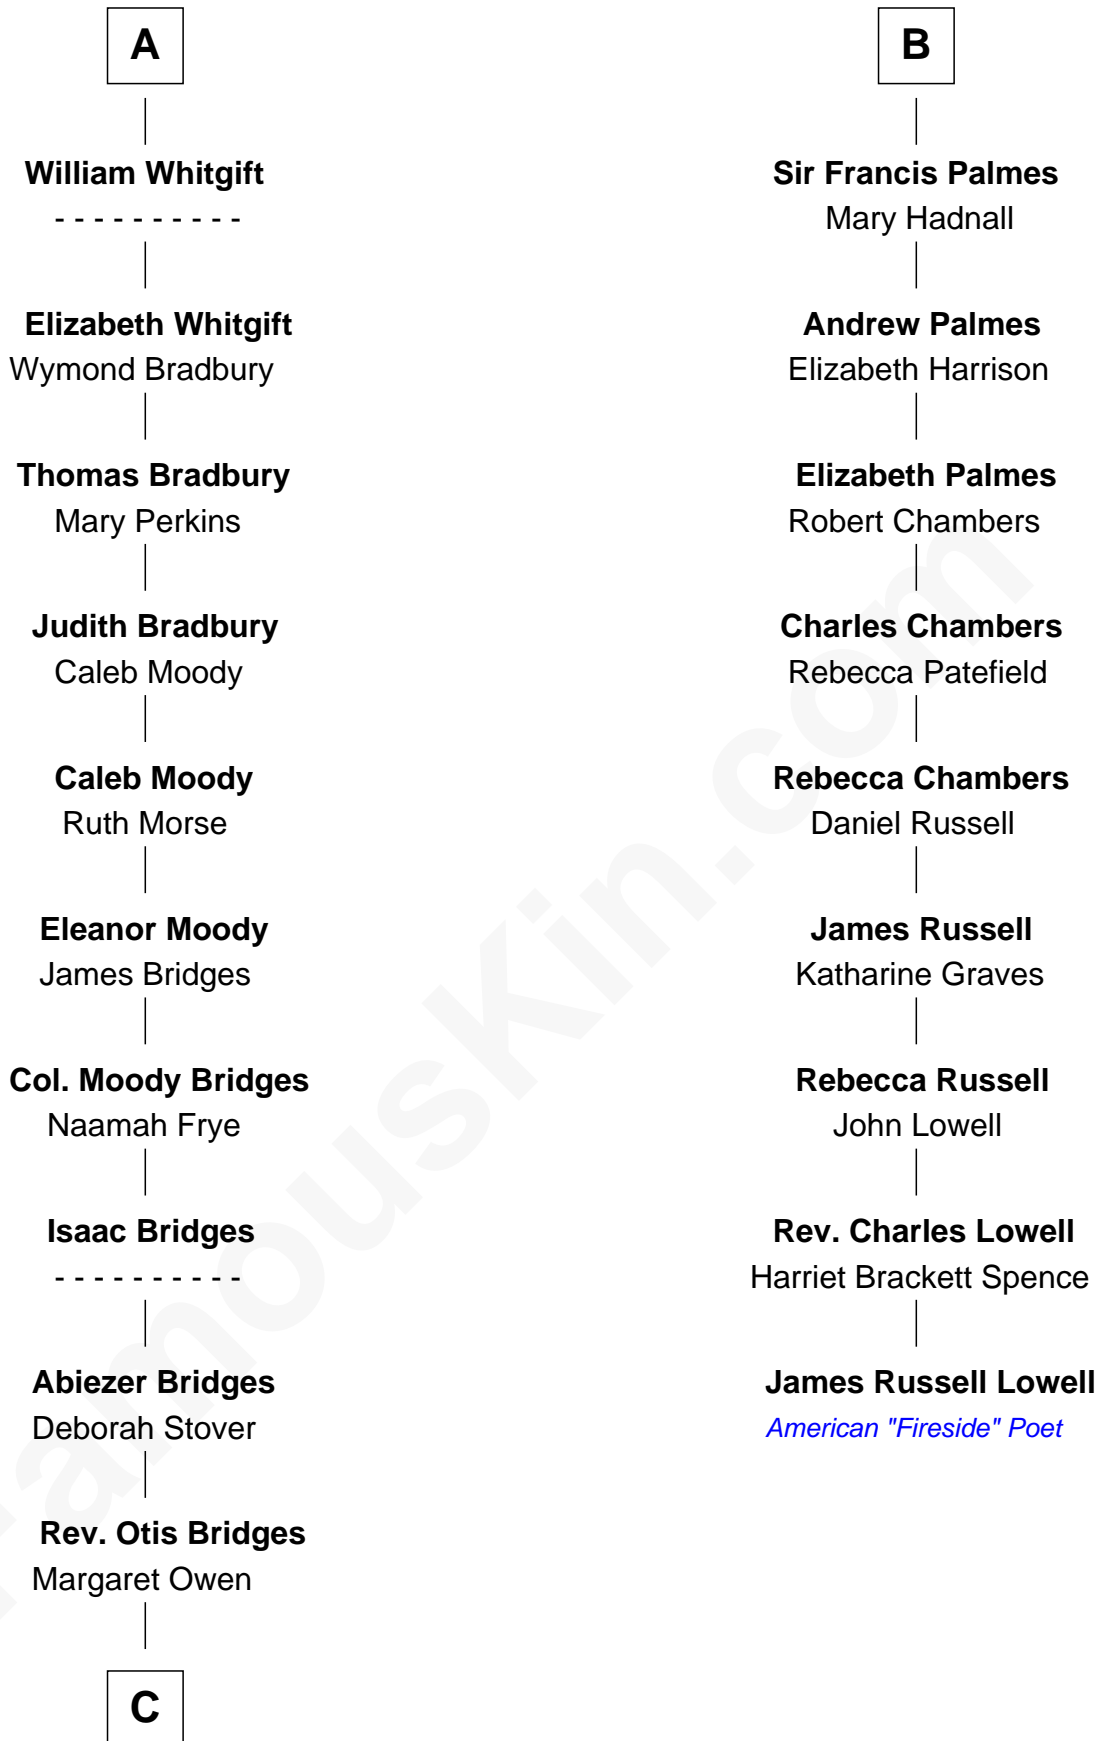 A
William Whitgift
- - - - - - - - - -
Elizabeth Whitgift
Wymond Bradbury
Thomas Bradbury
Mary Perkins
Judith Bradbury
Caleb Moody
Caleb Moody
Ruth Morse
Eleanor Moody
James Bridges
Col. Moody Bridges
Naamah Frye
Isaac Bridges
- - - - - - - - - -
Abiezer Bridges
Deborah Stover
Rev. Otis Bridges
Margaret Owen
C
B
Sir Francis Palmes
Mary Hadnall
Andrew Palmes
Elizabeth Harrison
Elizabeth Palmes
Robert Chambers
Charles Chambers
Rebecca Patefield
Rebecca Chambers
Daniel Russell
James Russell
Katharine Graves
Rebecca Russell
John Lowell
Rev. Charles Lowell
Harriet Brackett Spence
James Russell Lowell
American "Fireside" Poet
FamousKin.com